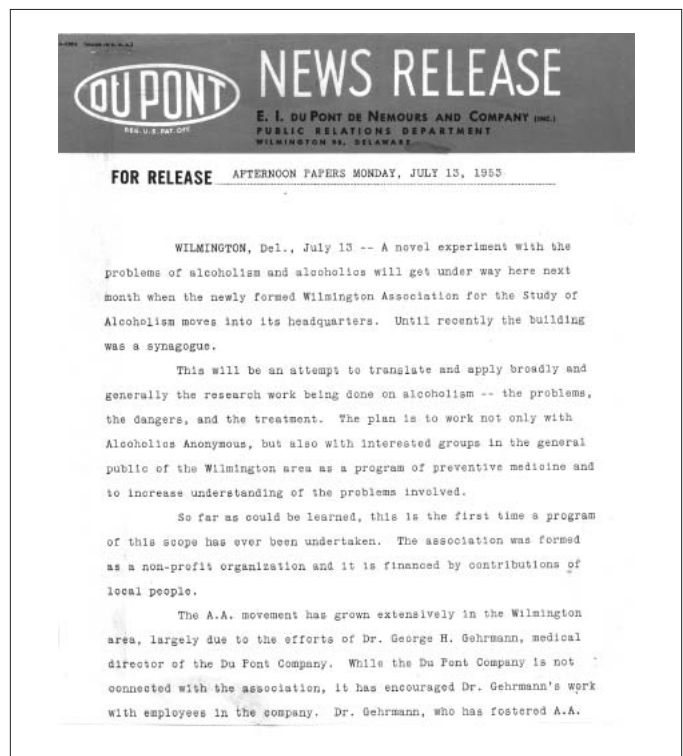 DU PONT
REG. U.S. PAT. OFF.
NEWS RELEASE
E. I. DU PONT DE NEMOURS AND COMPANY (INC.)
PUBLIC RELATIONS DEPARTMENT
WILMINGTON 98, DELAWARE
FOR RELEASE AFTERNOON PAPERS MONDAY, JULY 13, 1953
WILMINGTON, Del., July 13 -- A novel experiment with the
problems of alcoholism and alcoholics will get under way here next
month when the newly formed Wilmington Association for the Study of
Alcoholism moves into its headquarters. Until recently the building
was a synagogue.
This will be an attempt to translate and apply broadly and
generally the research work being done on alcoholism -- the problems,
the dangers, and the treatment. The plan is to work not only with
Alcoholics Anonymous, but also with interested groups in the general
public of the Wilmington area as a program of preventive medicine and
to increase understanding of the problems involved.
So far as could be learned, this is the first time a program
of this scope has ever been undertaken. The association was formed
as a non-profit organization and it is financed by contributions of
local people.
The A.A. movement has grown extensively in the Wilmington
area, largely due to the efforts of Dr. George H. Gehrmann, medical
director of the Du Pont Company. While the Du Pont Company is not
connected with the association, it has encouraged Dr. Gehrmann's work
with employees in the company. Dr. Gehrmann, who has fostered A.A.